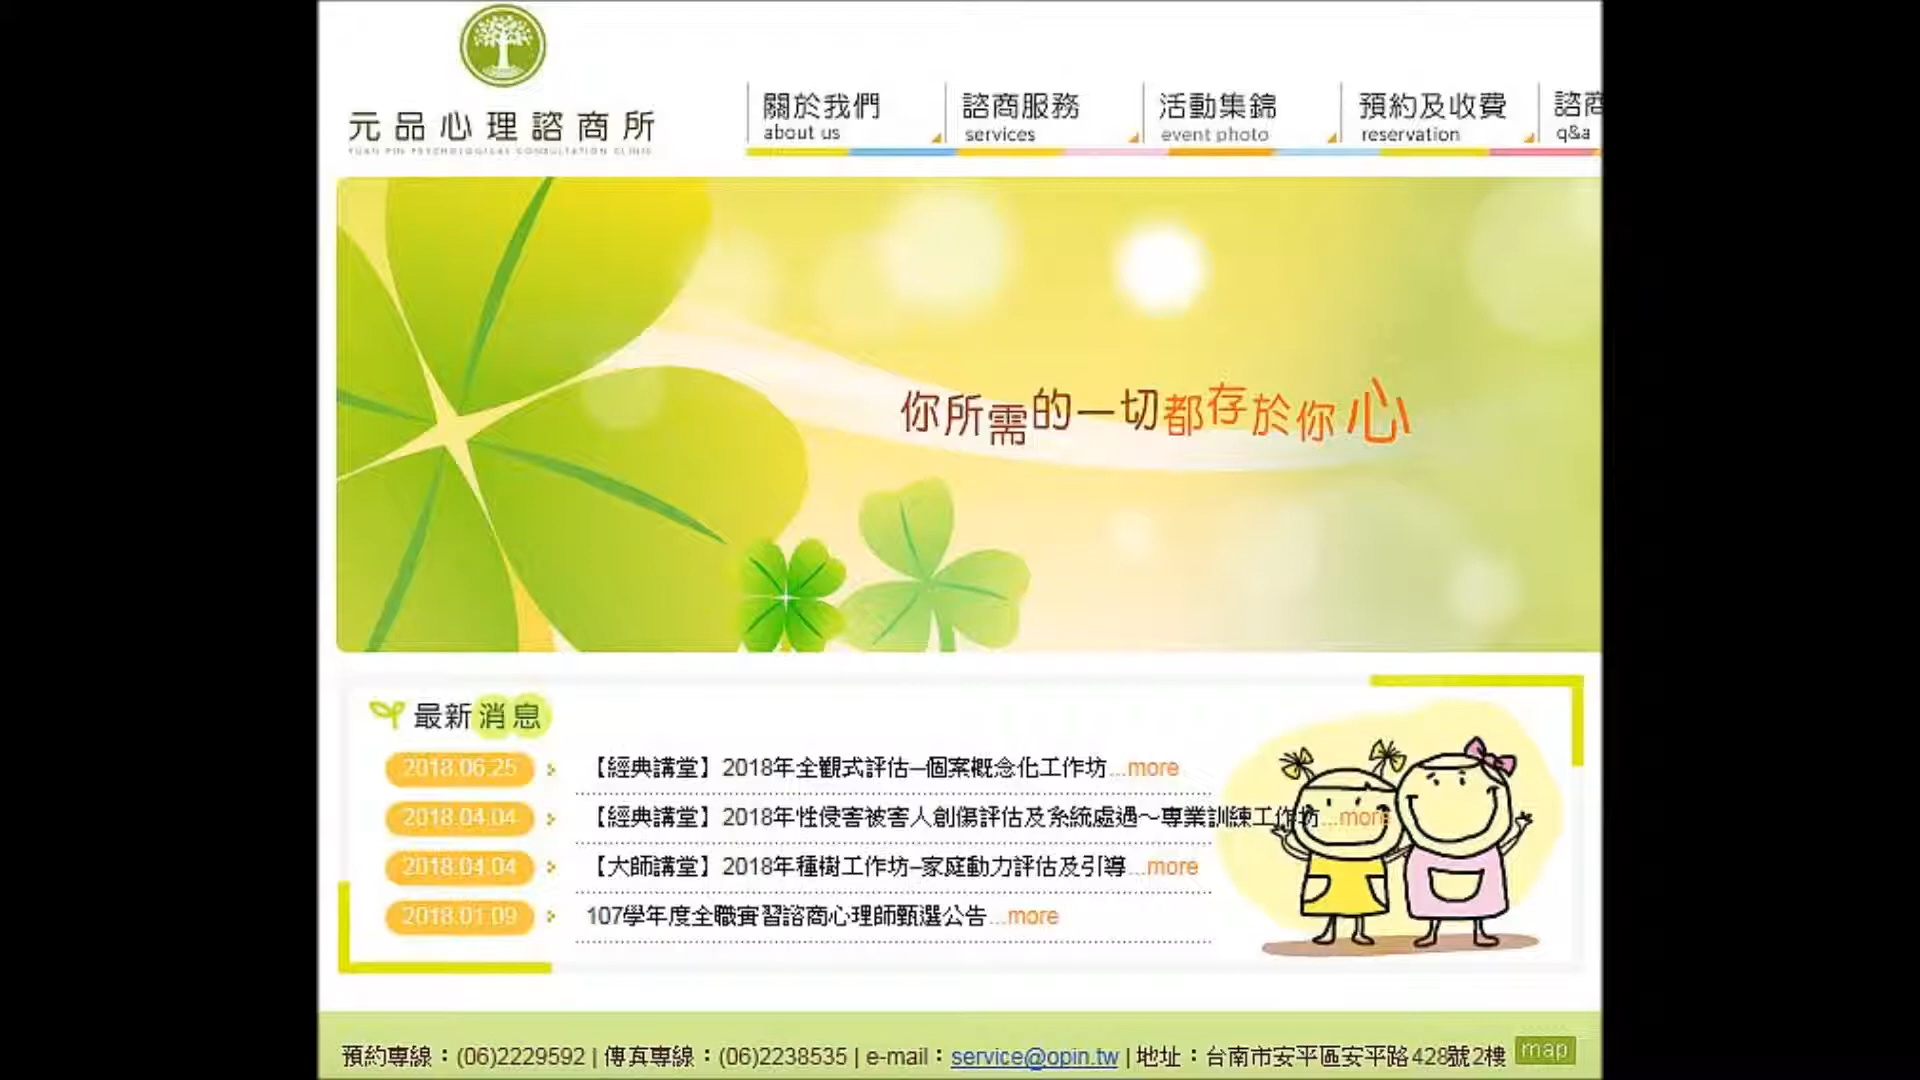 元品心理諮商所
YUAN PIN PSYCHOLOGICAL CONSULTATION CLINIC
關於我們
about us
諮商服務
services
活動集錦
event photo
預約及收費
reservation
諮商
q&a
你所需的一切都存於你心
最新消息
2018.06.25 【經典講堂】2018年全觀式評估─個案概念化工作坊...more
2018.04.04 【經典講堂】2018年性侵害被害人創傷評估及系統處遇～專業訓練工作坊...more
2018.04.04 【大師講堂】2018年種樹工作坊─家庭動力評估及引導...more
2018.01.09 107學年度全職實習諮商心理師甄選公告...more
預約專線：(06)2229592 | 傳真專線：(06)2238535 | e-mail：service@opin.tw | 地址：台南市安平區安平路428號2樓 map